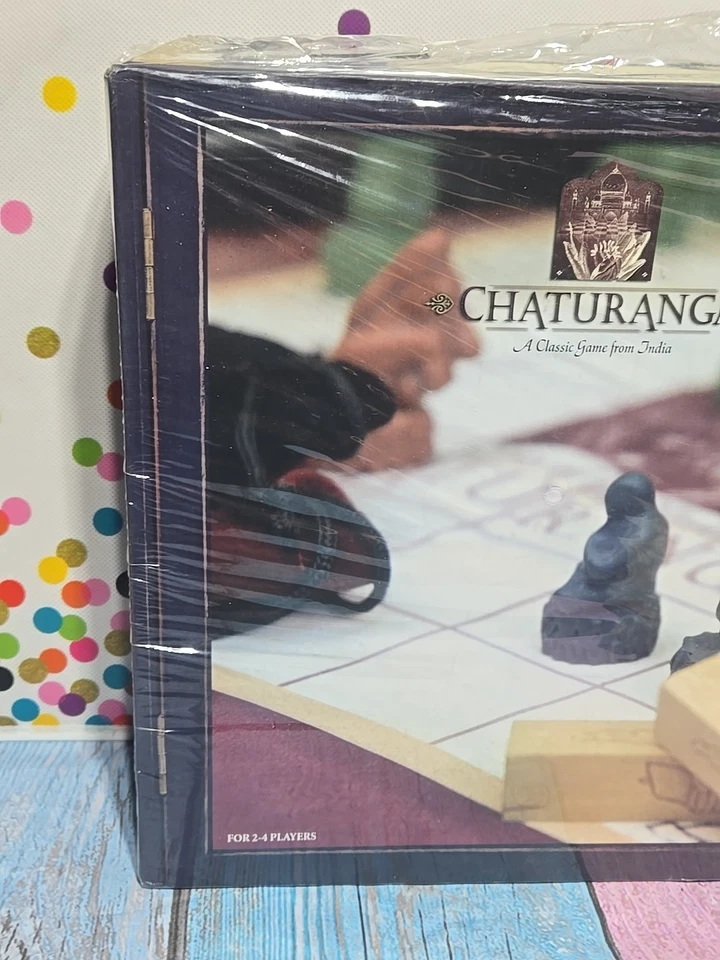 CHATURANGA
A Classic Game from India
FOR 2-4 PLAYERS